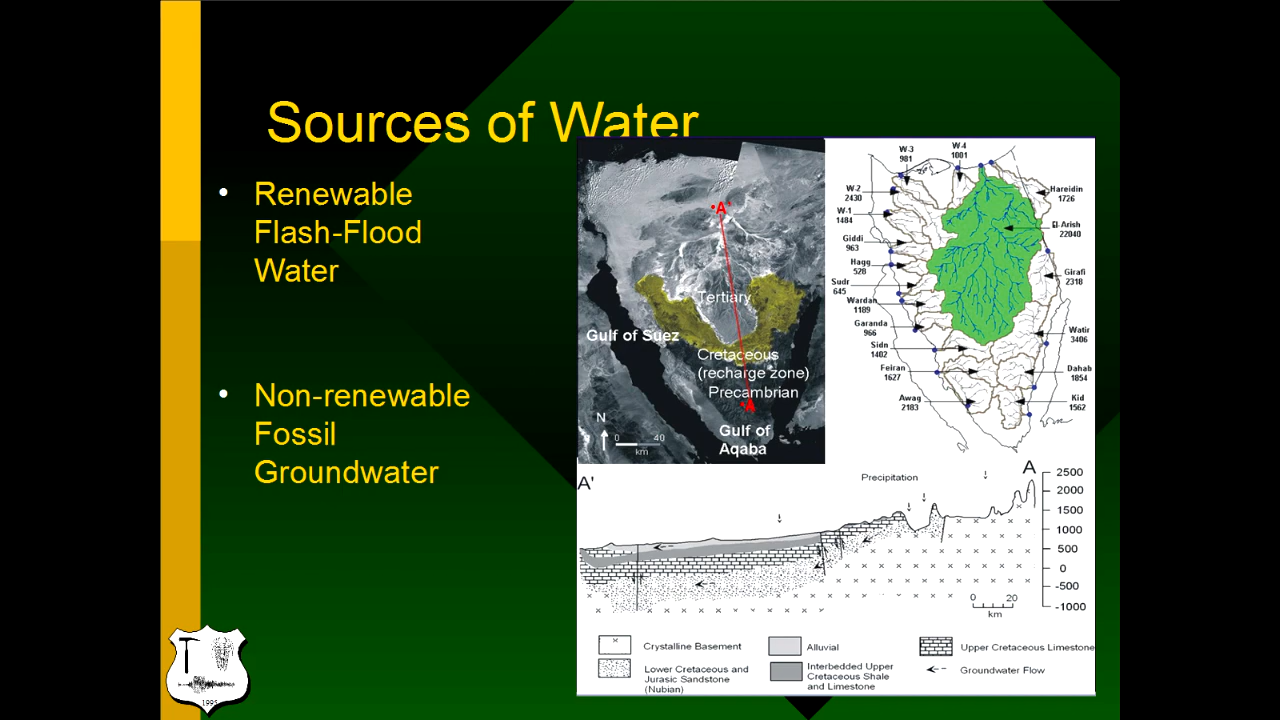 Sources of Water
• Renewable
Flash-Flood
Water
• Non-renewable
Fossil
Groundwater
A'
Tertiary
Gulf of Suez
Cretaceous
(recharge zone)
Precambrian
A
Gulf of
Aqaba
N
0 40
km
W-3
981
W-4
1001
W-2
2430
W-1
1484
Giddi
963
Hagg
528
Sudr
645
Wardan
1189
Garanda
966
Sidri
1402
Feiran
1627
Awag
2183
Hareidin
1726
El-Arish
22040
Girafi
2318
Watir
3406
Dahab
1854
Kid
1562
A'
Precipitation
A
2500
2000
1500
1000
500
0
-500
-1000
0 20
km
Crystalline Basement
Alluvial
Upper Cretaceous Limestone
Lower Cretaceous and
Jurasic Sandstone
(Nubian)
Interbedded Upper
Cretaceous Shale
and Limestone
Groundwater Flow
1995